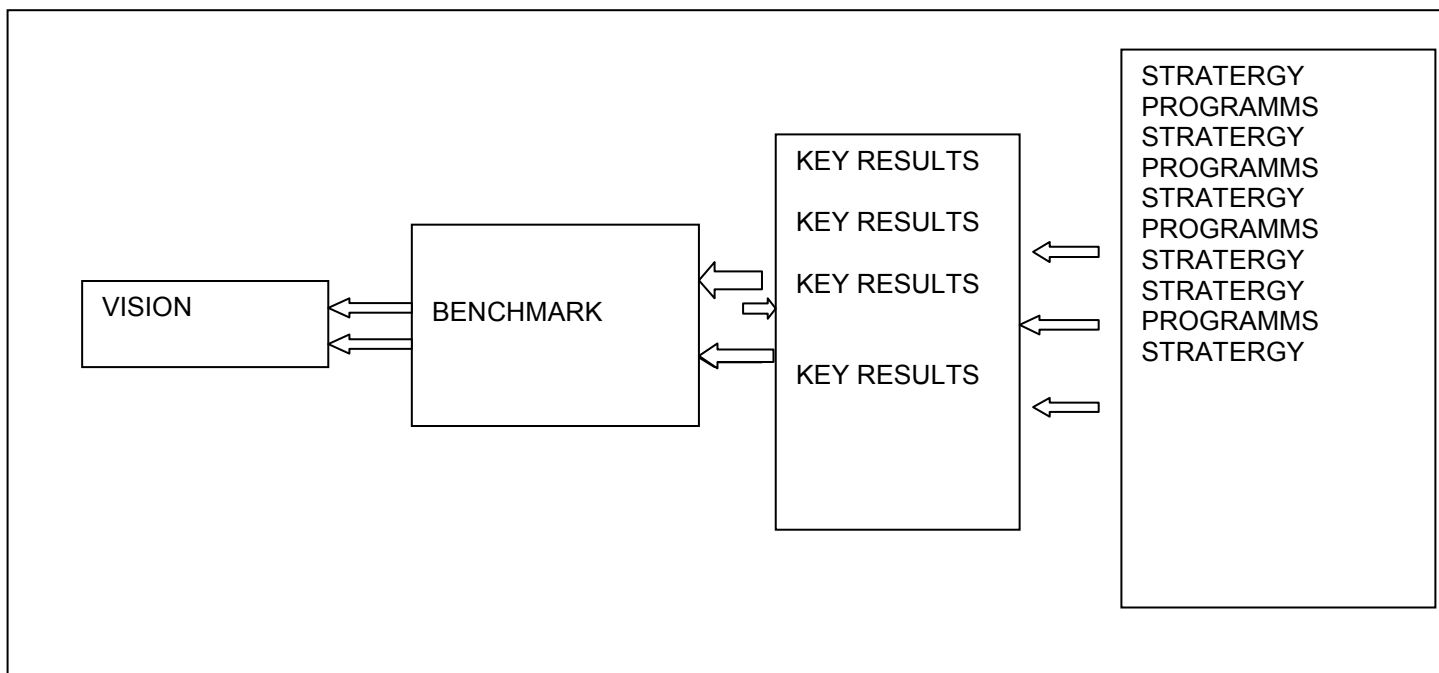 VISION
BENCHMARK
KEY RESULTS
KEY RESULTS
KEY RESULTS
KEY RESULTS
STRATERGY
PROGRAMMS
STRATERGY
PROGRAMMS
STRATERGY
PROGRAMMS
STRATERGY
STRATERGY
PROGRAMMS
STRATERGY